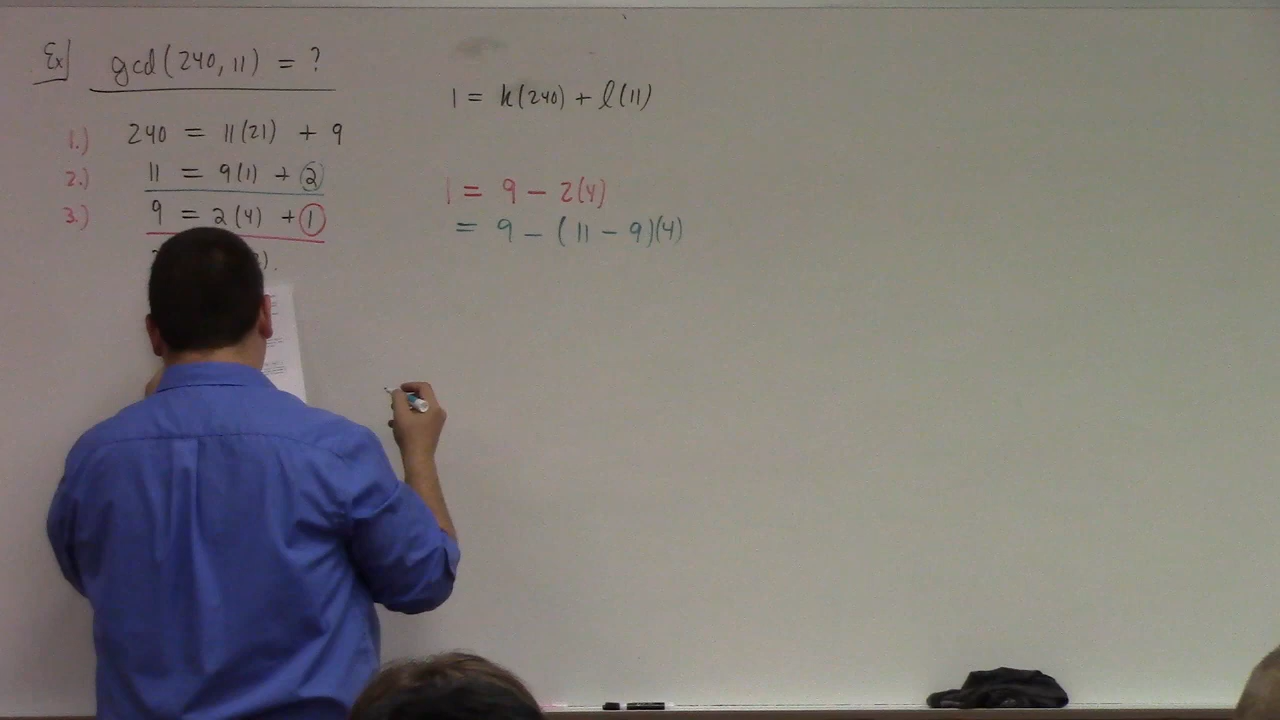 Ex| gcd(240, 11) = ?
1.) 240 = 11(21) + 9
2.) 11 = 9(1) + 2
3.) 9 = 2(4) + 1
).
1 = k(240) + l(11)
1 = 9 - 2(4)
= 9 - (11 - 9)(4)